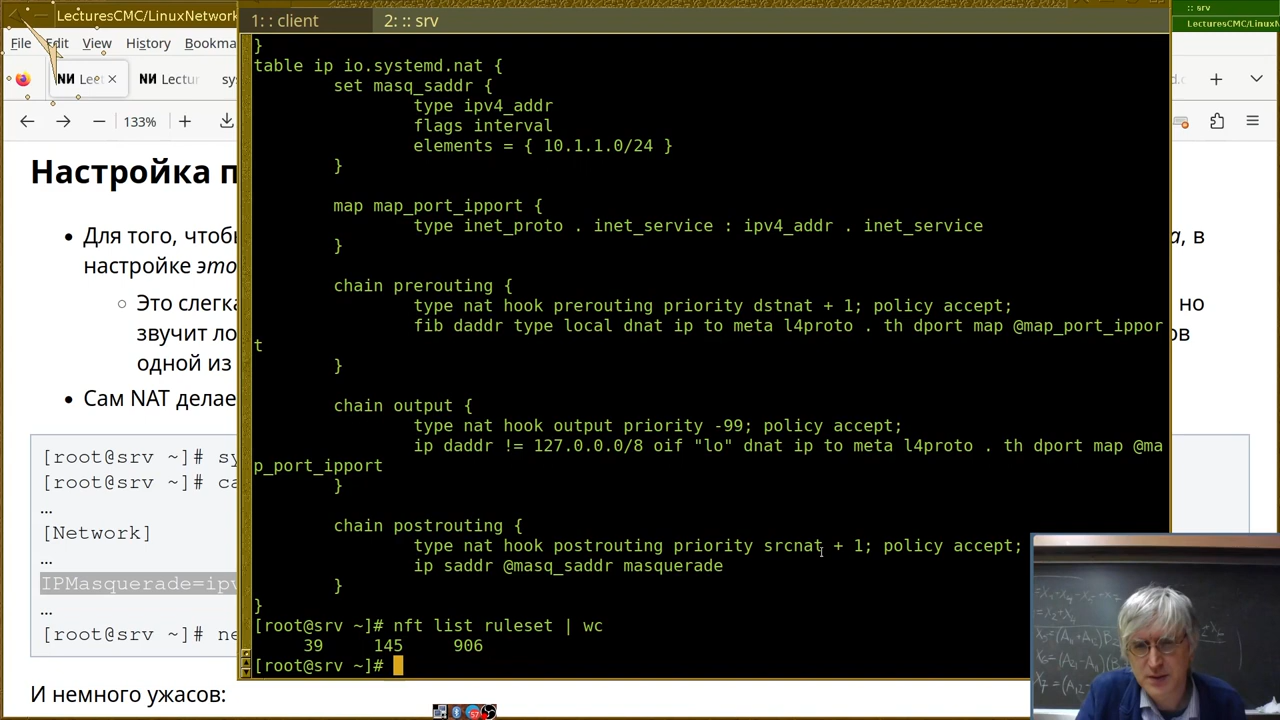 LecturesCMC/LinuxNetwork
1: : client
2: :: srv
:: srv
LecturesCMC/LinuxN
File Edit View History Bookma
133%
Настройка п
Для того, чтобы
в
настройке это
Это слегка
но
звучит ло
ов
одной из
Сам NAT делае
[root@srv ~]# sy
[root@srv ~]# ca
…
[Network]
…
IPMasquerade=ipv
…
[root@srv ~]# ne
И немного ужасов:
}
table ip io.systemd.nat {
set masq_saddr {
type ipv4_addr
flags interval
elements = { 10.1.1.0/24 }
}
map map_port_ipport {
type inet_proto . inet_service : ipv4_addr . inet_service
}
chain prerouting {
type nat hook prerouting priority dstnat + 1; policy accept;
fib daddr type local dnat ip to meta l4proto . th dport map @map_port_ippor
t
}
chain output {
type nat hook output priority -99; policy accept;
ip daddr != 127.0.0.0/8 oif "lo" dnat ip to meta l4proto . th dport map @ma
p_port_ipport
}
chain postrouting {
type nat hook postrouting priority srcnat + 1; policy accept;
ip saddr @masq_saddr masquerade
}
}
[root@srv ~]# nft list ruleset | wc
39 145 906
[root@srv ~]#